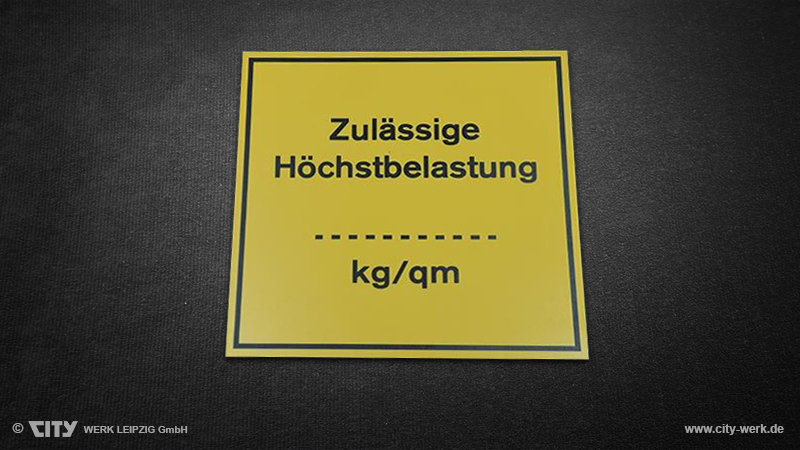 Zulässige
Höchstbelastung
-----------
kg/qm
© CITY WERK LEIPZIG GmbH
www.city-werk.de